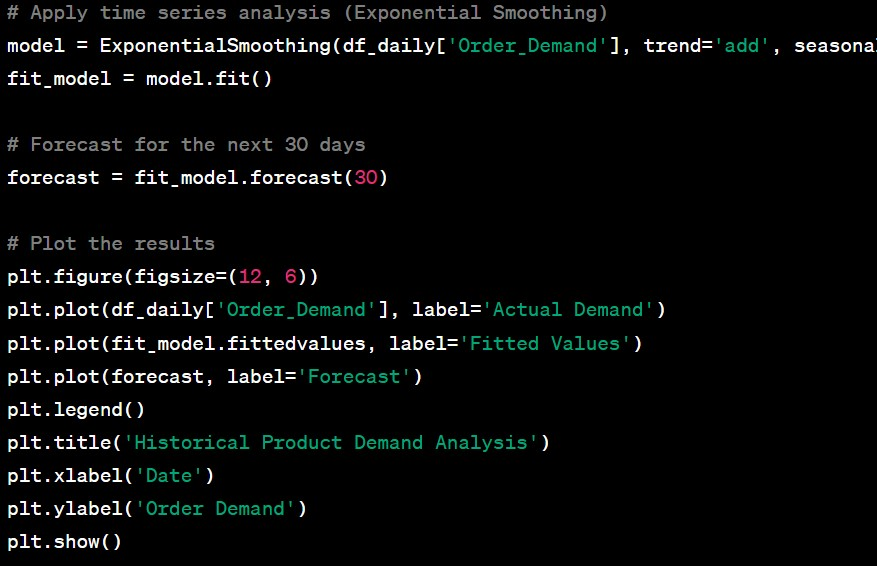 # Apply time series analysis (Exponential Smoothing)
model = ExponentialSmoothing(df_daily['Order_Demand'], trend='add', seasonal
fit_model = model.fit()
# Forecast for the next 30 days
forecast = fit_model.forecast(30)
# Plot the results
plt.figure(figsize=(12, 6))
plt.plot(df_daily['Order_Demand'], label='Actual Demand')
plt.plot(fit_model.fittedvalues, label='Fitted Values')
plt.plot(forecast, label='Forecast')
plt.legend()
plt.title('Historical Product Demand Analysis')
plt.xlabel('Date')
plt.ylabel('Order Demand')
plt.show()